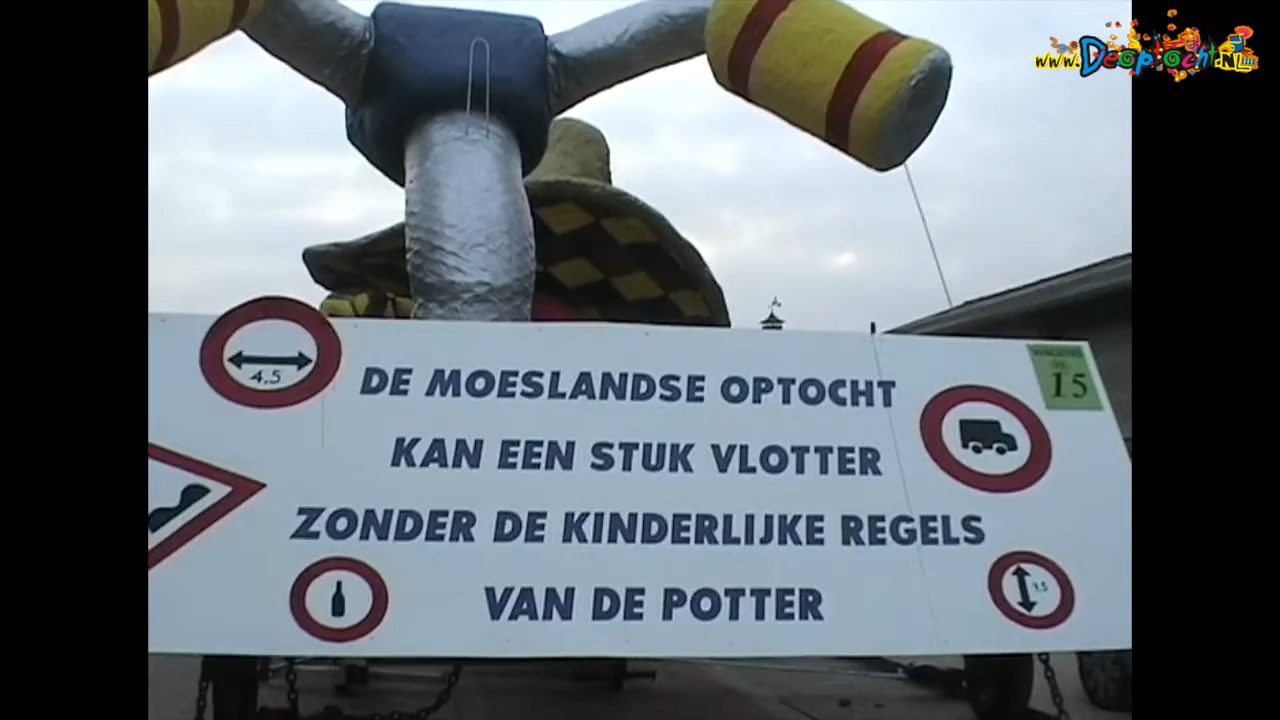 www.Deoptocht.NL
15
4.5
DE MOESLANDSE OPTOCHT
KAN EEN STUK VLOTTER
ZONDER DE KINDERLIJKE REGELS
VAN DE POTTER